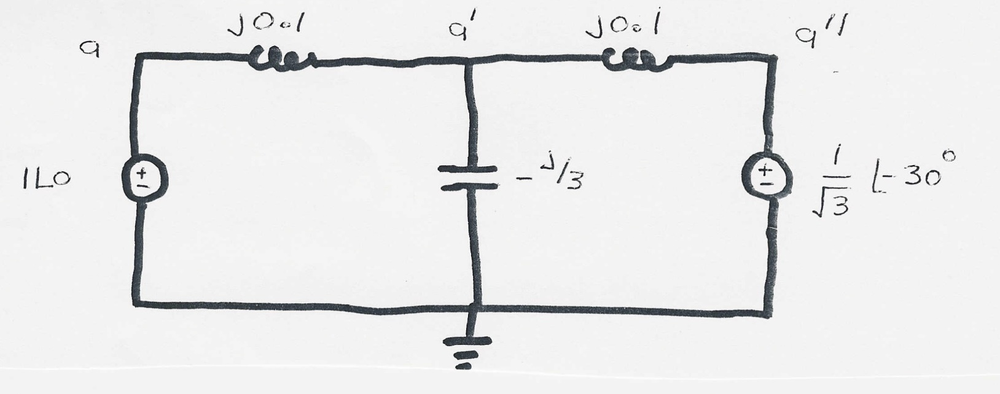 j0.1
a'
j0.1
a"
a
1∟0
+
-
-j/3
+
-
1/√3 ∟-30°